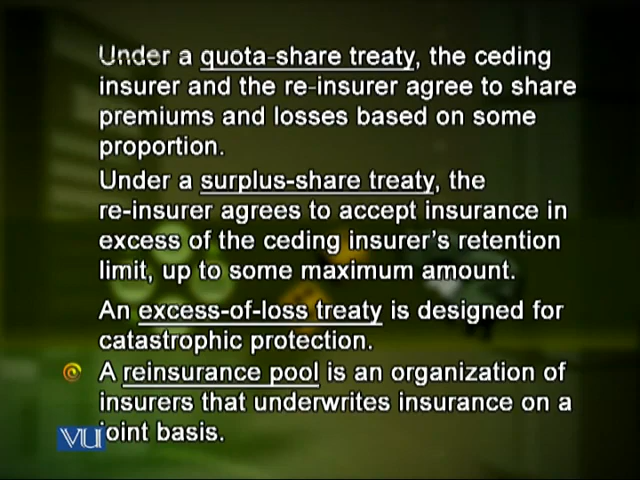 Under a quota-share treaty, the ceding
insurer and the re-insurer agree to share
premiums and losses based on some
proportion.
Under a surplus-share treaty, the
re-insurer agrees to accept insurance in
excess of the ceding insurer's retention
limit, up to some maximum amount.
An excess-of-loss treaty is designed for
catastrophic protection.
A reinsurance pool is an organization of
insurers that underwrites insurance on a
joint basis.
VU